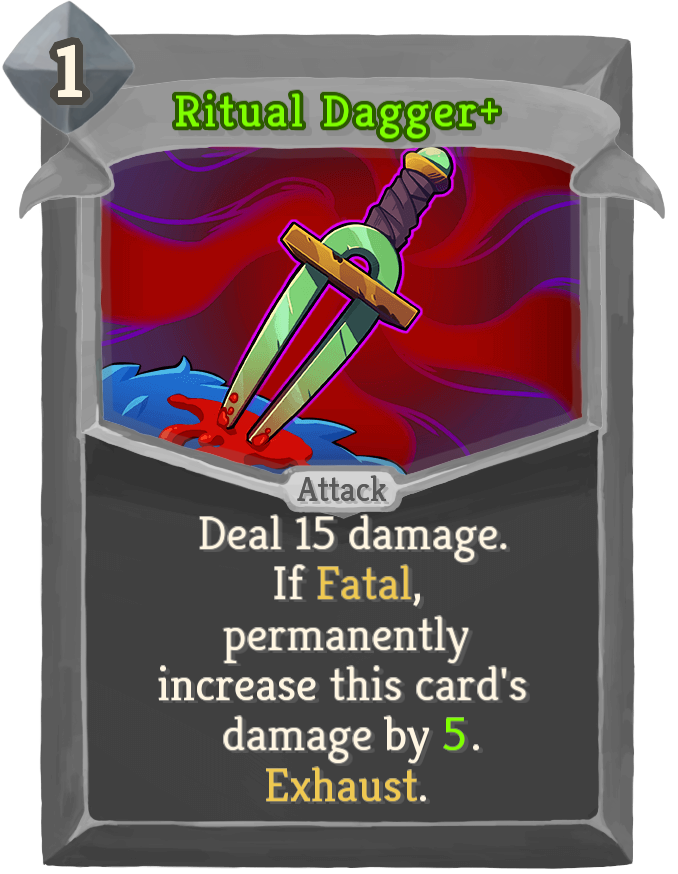 1
Ritual Dagger+
Attack
Deal 15 damage.
If Fatal,
permanently
increase this card's
damage by 5.
Exhaust.